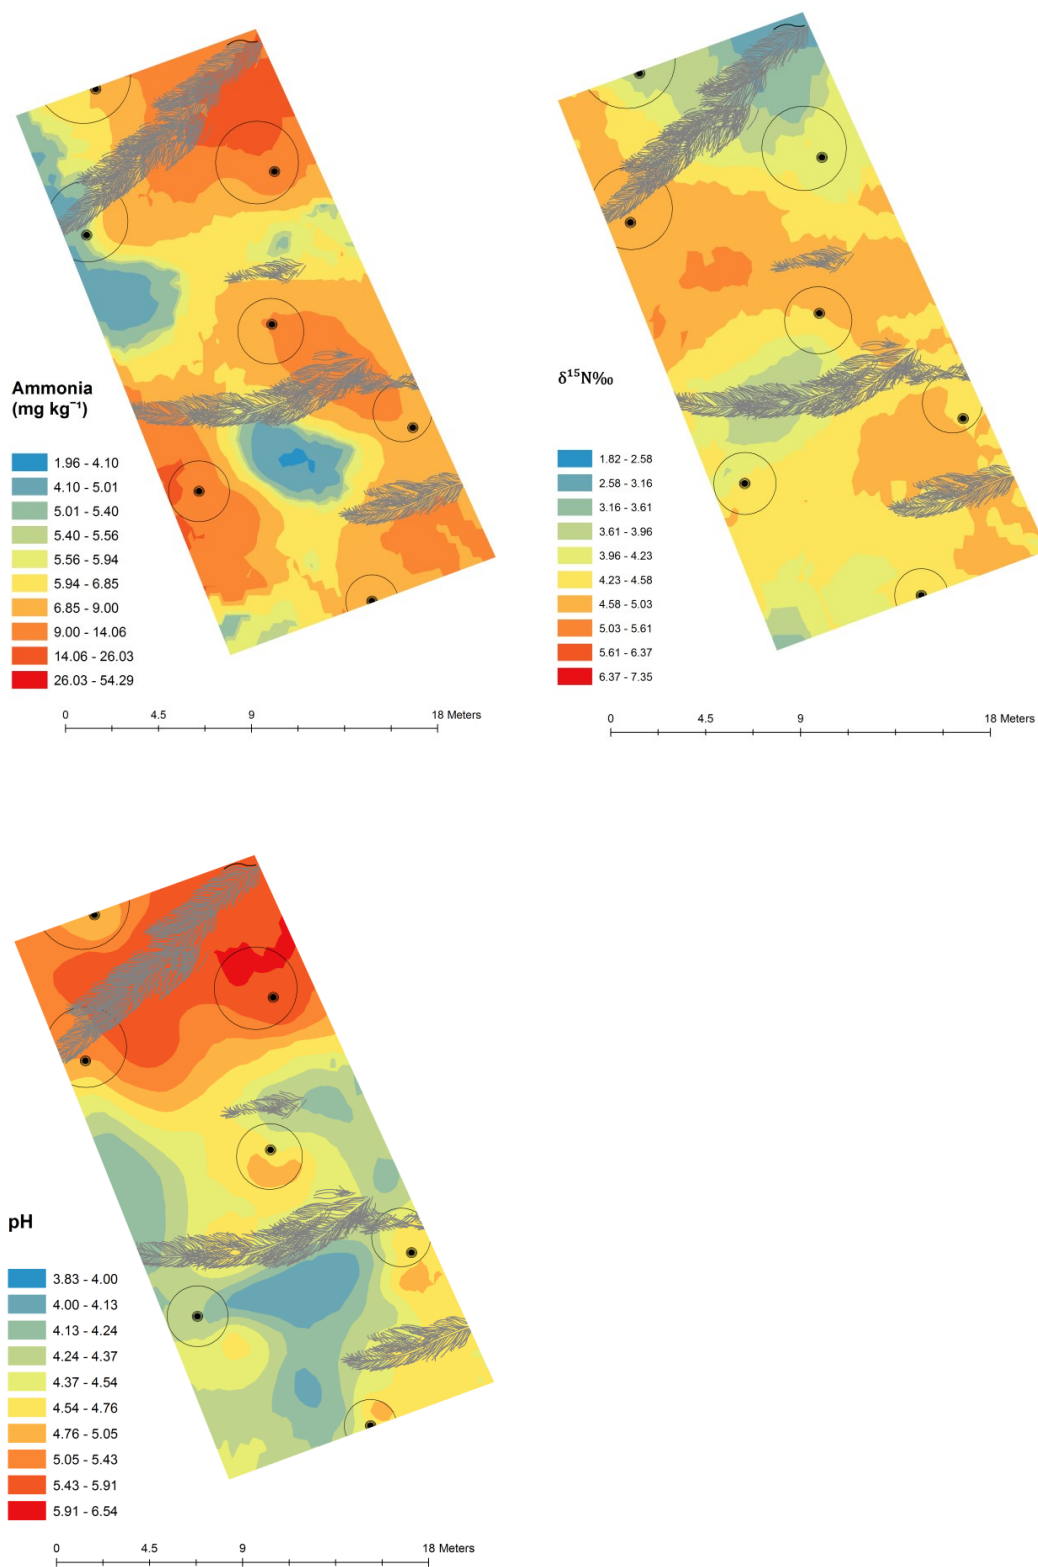 Ammonia
(mg kg⁻¹)
1.96 - 4.10
4.10 - 5.01
5.01 - 5.40
5.40 - 5.56
5.56 - 5.94
5.94 - 6.85
6.85 - 9.00
9.00 - 14.06
14.06 - 26.03
26.03 - 54.29
0 4.5 9 18 Meters
δ¹⁵N‰
1.82 - 2.58
2.58 - 3.16
3.16 - 3.61
3.61 - 3.96
3.96 - 4.23
4.23 - 4.58
4.58 - 5.03
5.03 - 5.61
5.61 - 6.37
6.37 - 7.35
0 4.5 9 18 Meters
pH
3.83 - 4.00
4.00 - 4.13
4.13 - 4.24
4.24 - 4.37
4.37 - 4.54
4.54 - 4.76
4.76 - 5.05
5.05 - 5.43
5.43 - 5.91
5.91 - 6.54
0 4.5 9 18 Meters